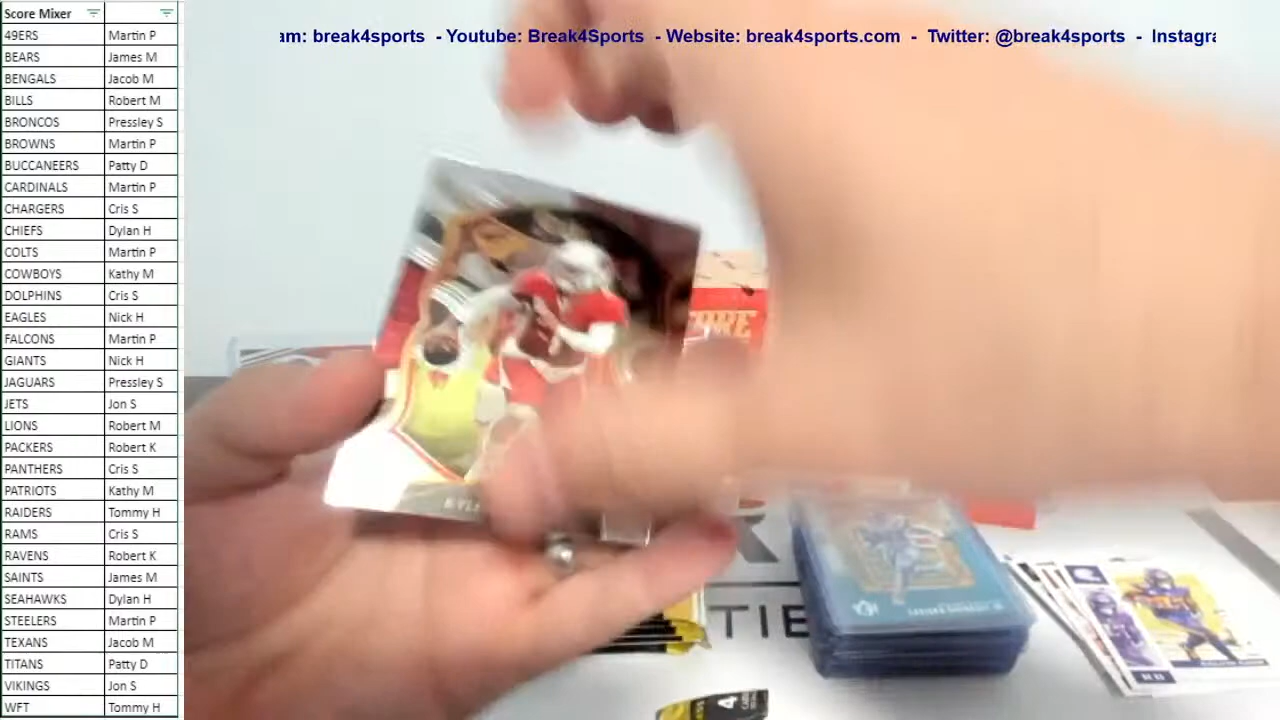 Score Mixer
49ERS Martin P
BEARS James M
BENGALS Jacob M
BILLS Robert M
BRONCOS Pressley S
BROWNS Martin P
BUCCANEERS Patty D
CARDINALS Martin P
CHARGERS Cris S
CHIEFS Dylan H
COLTS Martin P
COWBOYS Kathy M
DOLPHINS Cris S
EAGLES Nick H
FALCONS Martin P
GIANTS Nick H
JAGUARS Pressley S
JETS Jon S
LIONS Robert M
PACKERS Robert K
PANTHERS Cris S
PATRIOTS Kathy M
RAIDERS Tommy H
RAMS Cris S
RAVENS Robert K
SAINTS James M
SEAHAWKS Dylan H
STEELERS Martin P
TEXANS Jacob M
TITANS Patty D
VIKINGS Jon S
WFT Tommy H
am: break4sports - Youtube: Break4Sports - Website: break4sports.com - Twitter: @break4sports - Instagra
TIE
4